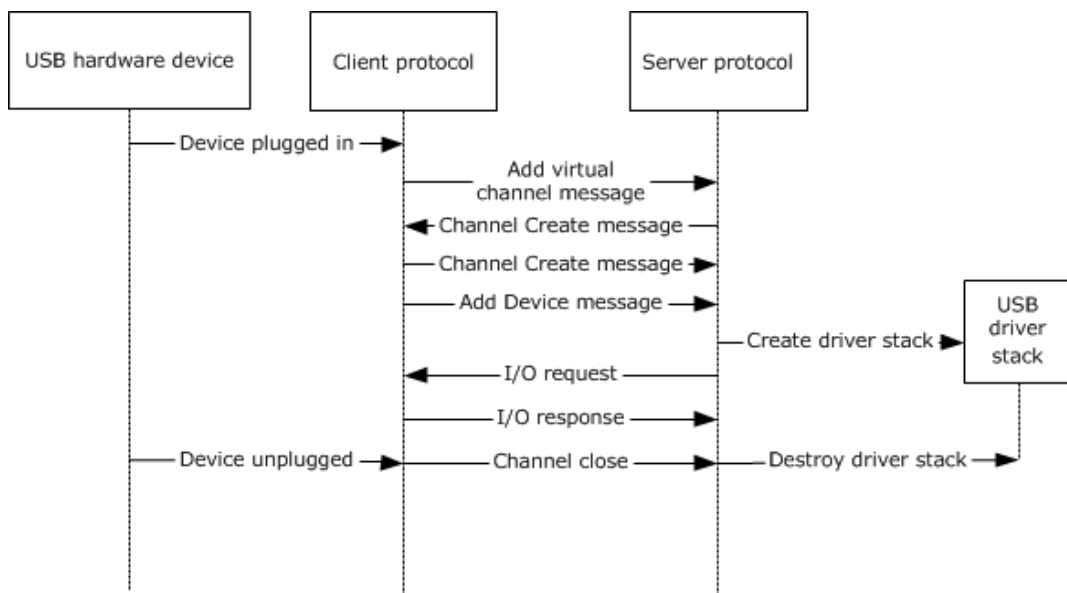 USB hardware device
Client protocol
Server protocol
Device plugged in
Add virtual
channel message
Channel Create message
Channel Create message
Add Device message
USB
driver
stack
Create driver stack
I/O request
I/O response
Device unplugged
Channel close
Destroy driver stack